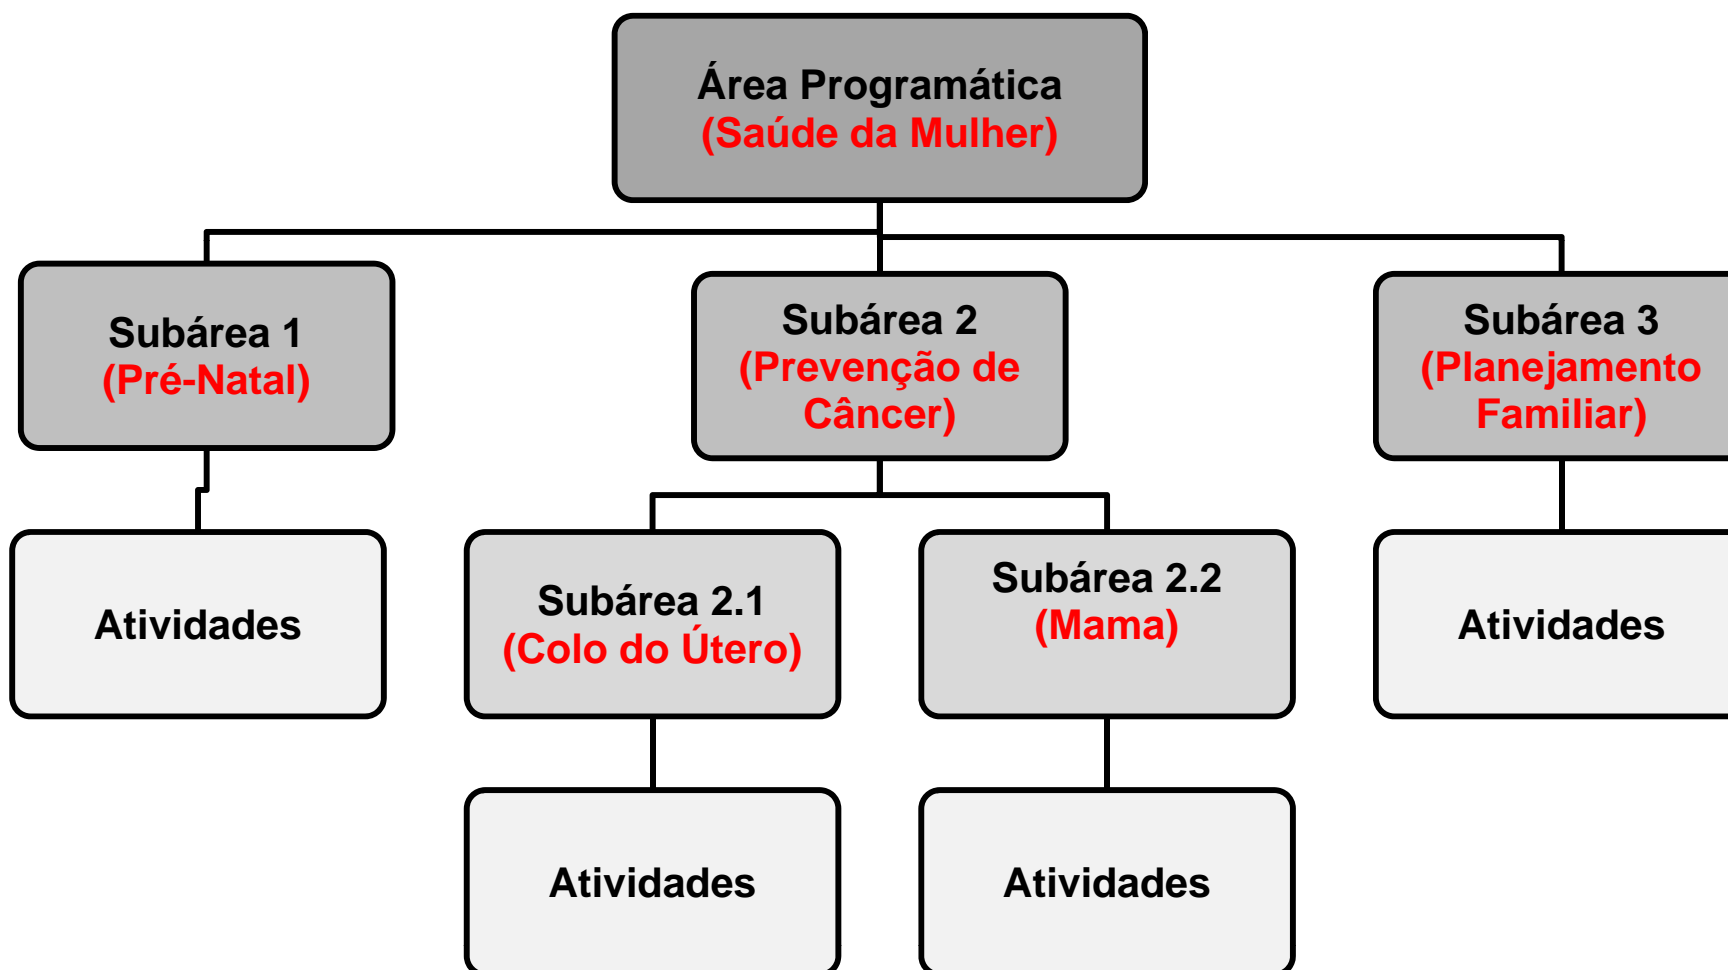 Área Programática
(Saúde da Mulher)
Subárea 1
(Pré-Natal)
Subárea 2
(Prevenção de
Câncer)
Subárea 3
(Planejamento
Familiar)
Atividades
Subárea 2.1
(Colo do Útero)
Subárea 2.2
(Mama)
Atividades
Atividades
Atividades